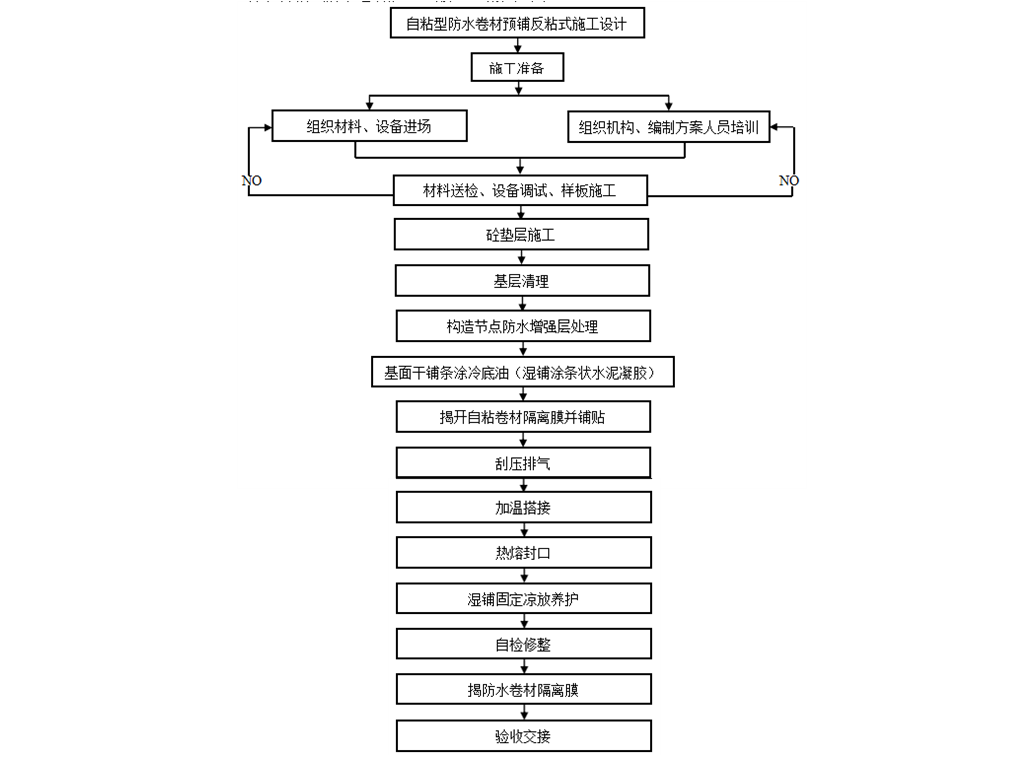 自粘型防水卷材预铺反粘式施工设计
施工准备
组织材料、设备进场
组织机构、编制方案人员培训
NO
NO
材料送检、设备调试、样板施工
砼垫层施工
基层清理
构造节点防水增强层处理
基面干铺条涂冷底油（湿铺涂条状水泥凝胶）
揭开自粘卷材隔离膜并铺贴
刮压排气
加温搭接
热熔封口
湿铺固定凉放养护
自检修整
揭防水卷材隔离膜
验收交接